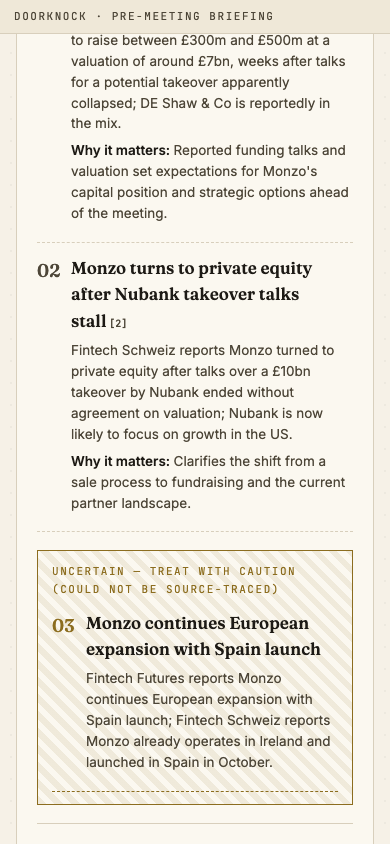 DOORKNOCK · PRE-MEETING BRIEFING
to raise between £300m and £500m at a
valuation of around £7bn, weeks after talks
for a potential takeover apparently
collapsed; DE Shaw & Co is reportedly in
the mix.
Why it matters: Reported funding talks and
valuation set expectations for Monzo's
capital position and strategic options ahead
of the meeting.
02 Monzo turns to private equity
after Nubank takeover talks
stall [2]
Fintech Schweiz reports Monzo turned to
private equity after talks over a £10bn
takeover by Nubank ended without
agreement on valuation; Nubank is now
likely to focus on growth in the US.
Why it matters: Clarifies the shift from a
sale process to fundraising and the current
partner landscape.
UNCERTAIN — TREAT WITH CAUTION
(COULD NOT BE SOURCE-TRACED)
03 Monzo continues European
expansion with Spain launch
Fintech Futures reports Monzo
continues European expansion with
Spain launch; Fintech Schweiz reports
Monzo already operates in Ireland and
launched in Spain in October.